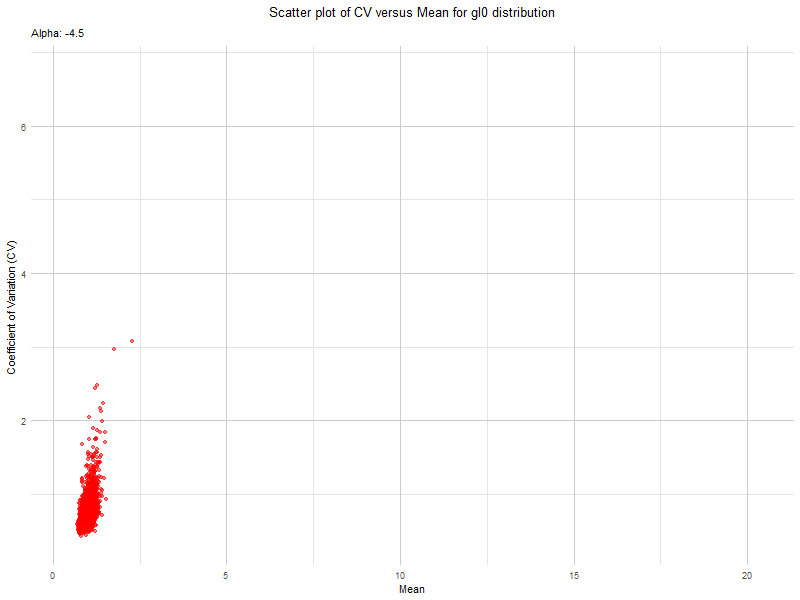 Scatter plot of CV versus Mean for gI0 distribution
Alpha: -4.5
6
4
2
Coefficient of Variation (CV)
0 5 10 15 20
Mean